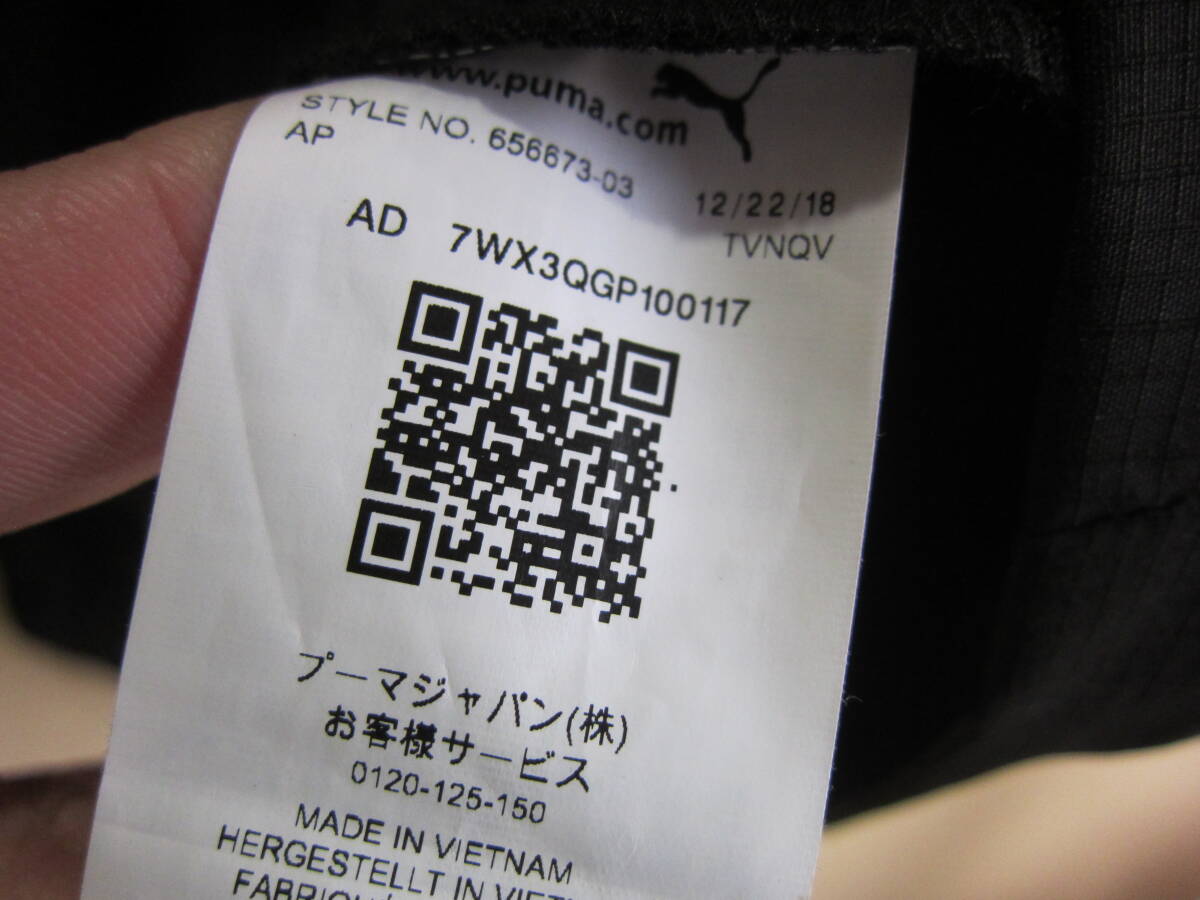 www.puma.com
STYLE NO. 656673-03
AP
12/22/18
TVNQV
AD 7WX3QGP100117
プーマジャパン(株)
お客様サービス
0120-125-150
MADE IN VIETNAM
HERGESTELLT IN